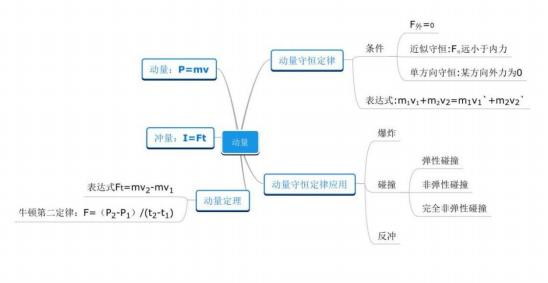 动量
动量：P=mv
冲量：I=Ft
动量定理
表达式Ft=mv₂-mv₁
牛顿第二定律：F=（P₂-P₁）/(t₂-t₁)
动量守恒定律
条件
F外=0
近似守恒:F。远小于内力
单方向守恒:某方向外力为0
表达式:m₁v₁+m₂v₂=m₁v₁`+m₂v₂`
动量守恒定律应用
爆炸
碰撞
弹性碰撞
非弹性碰撞
完全非弹性碰撞
反冲